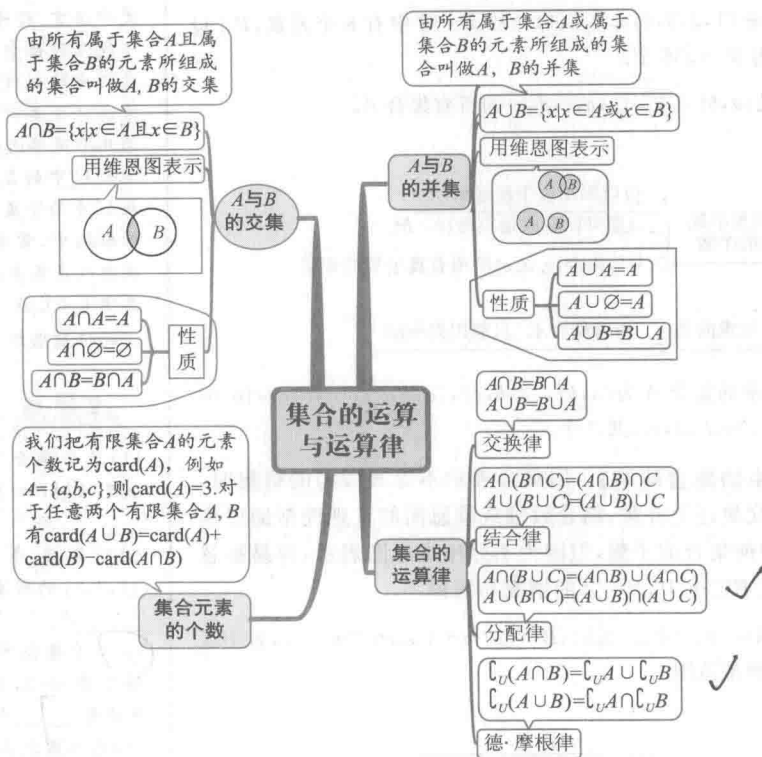 由所有属于集合A且属
于集合B的元素所组成
的集合叫做A, B的交集
A∩B={x|x∈A且x∈B}
用维恩图表示
A B
A与B
的交集
A∩A=A
A∩∅=∅
A∩B=B∩A
性
质
由所有属于集合A或属于
集合B的元素所组成的集
合叫做A，B的并集
A∪B={x|x∈A或x∈B}
用维恩图表示
A B
A B
A与B
的并集
性质
A∪A=A
A∪∅=A
A∪B=B∪A
集合的运算
与运算律
我们把有限集合A的元素
个数记为card(A)，例如
A={a,b,c},则card(A)=3.对
于任意两个有限集合A, B
有card(A∪B)=card(A)+
card(B)−card(A∩B)
集合元素
的个数
集合的
运算律
A∩B=B∩A
A∪B=B∪A
交换律
A∩(B∩C)=(A∩B)∩C
A∪(B∪C)=(A∪B)∪C
结合律
A∩(B∪C)=(A∩B)∪(A∩C)
A∪(B∩C)=(A∪B)∩(A∪C)
分配律
∁U(A∩B)=∁UA∪∁UB
∁U(A∪B)=∁UA∩∁UB
德·摩根律